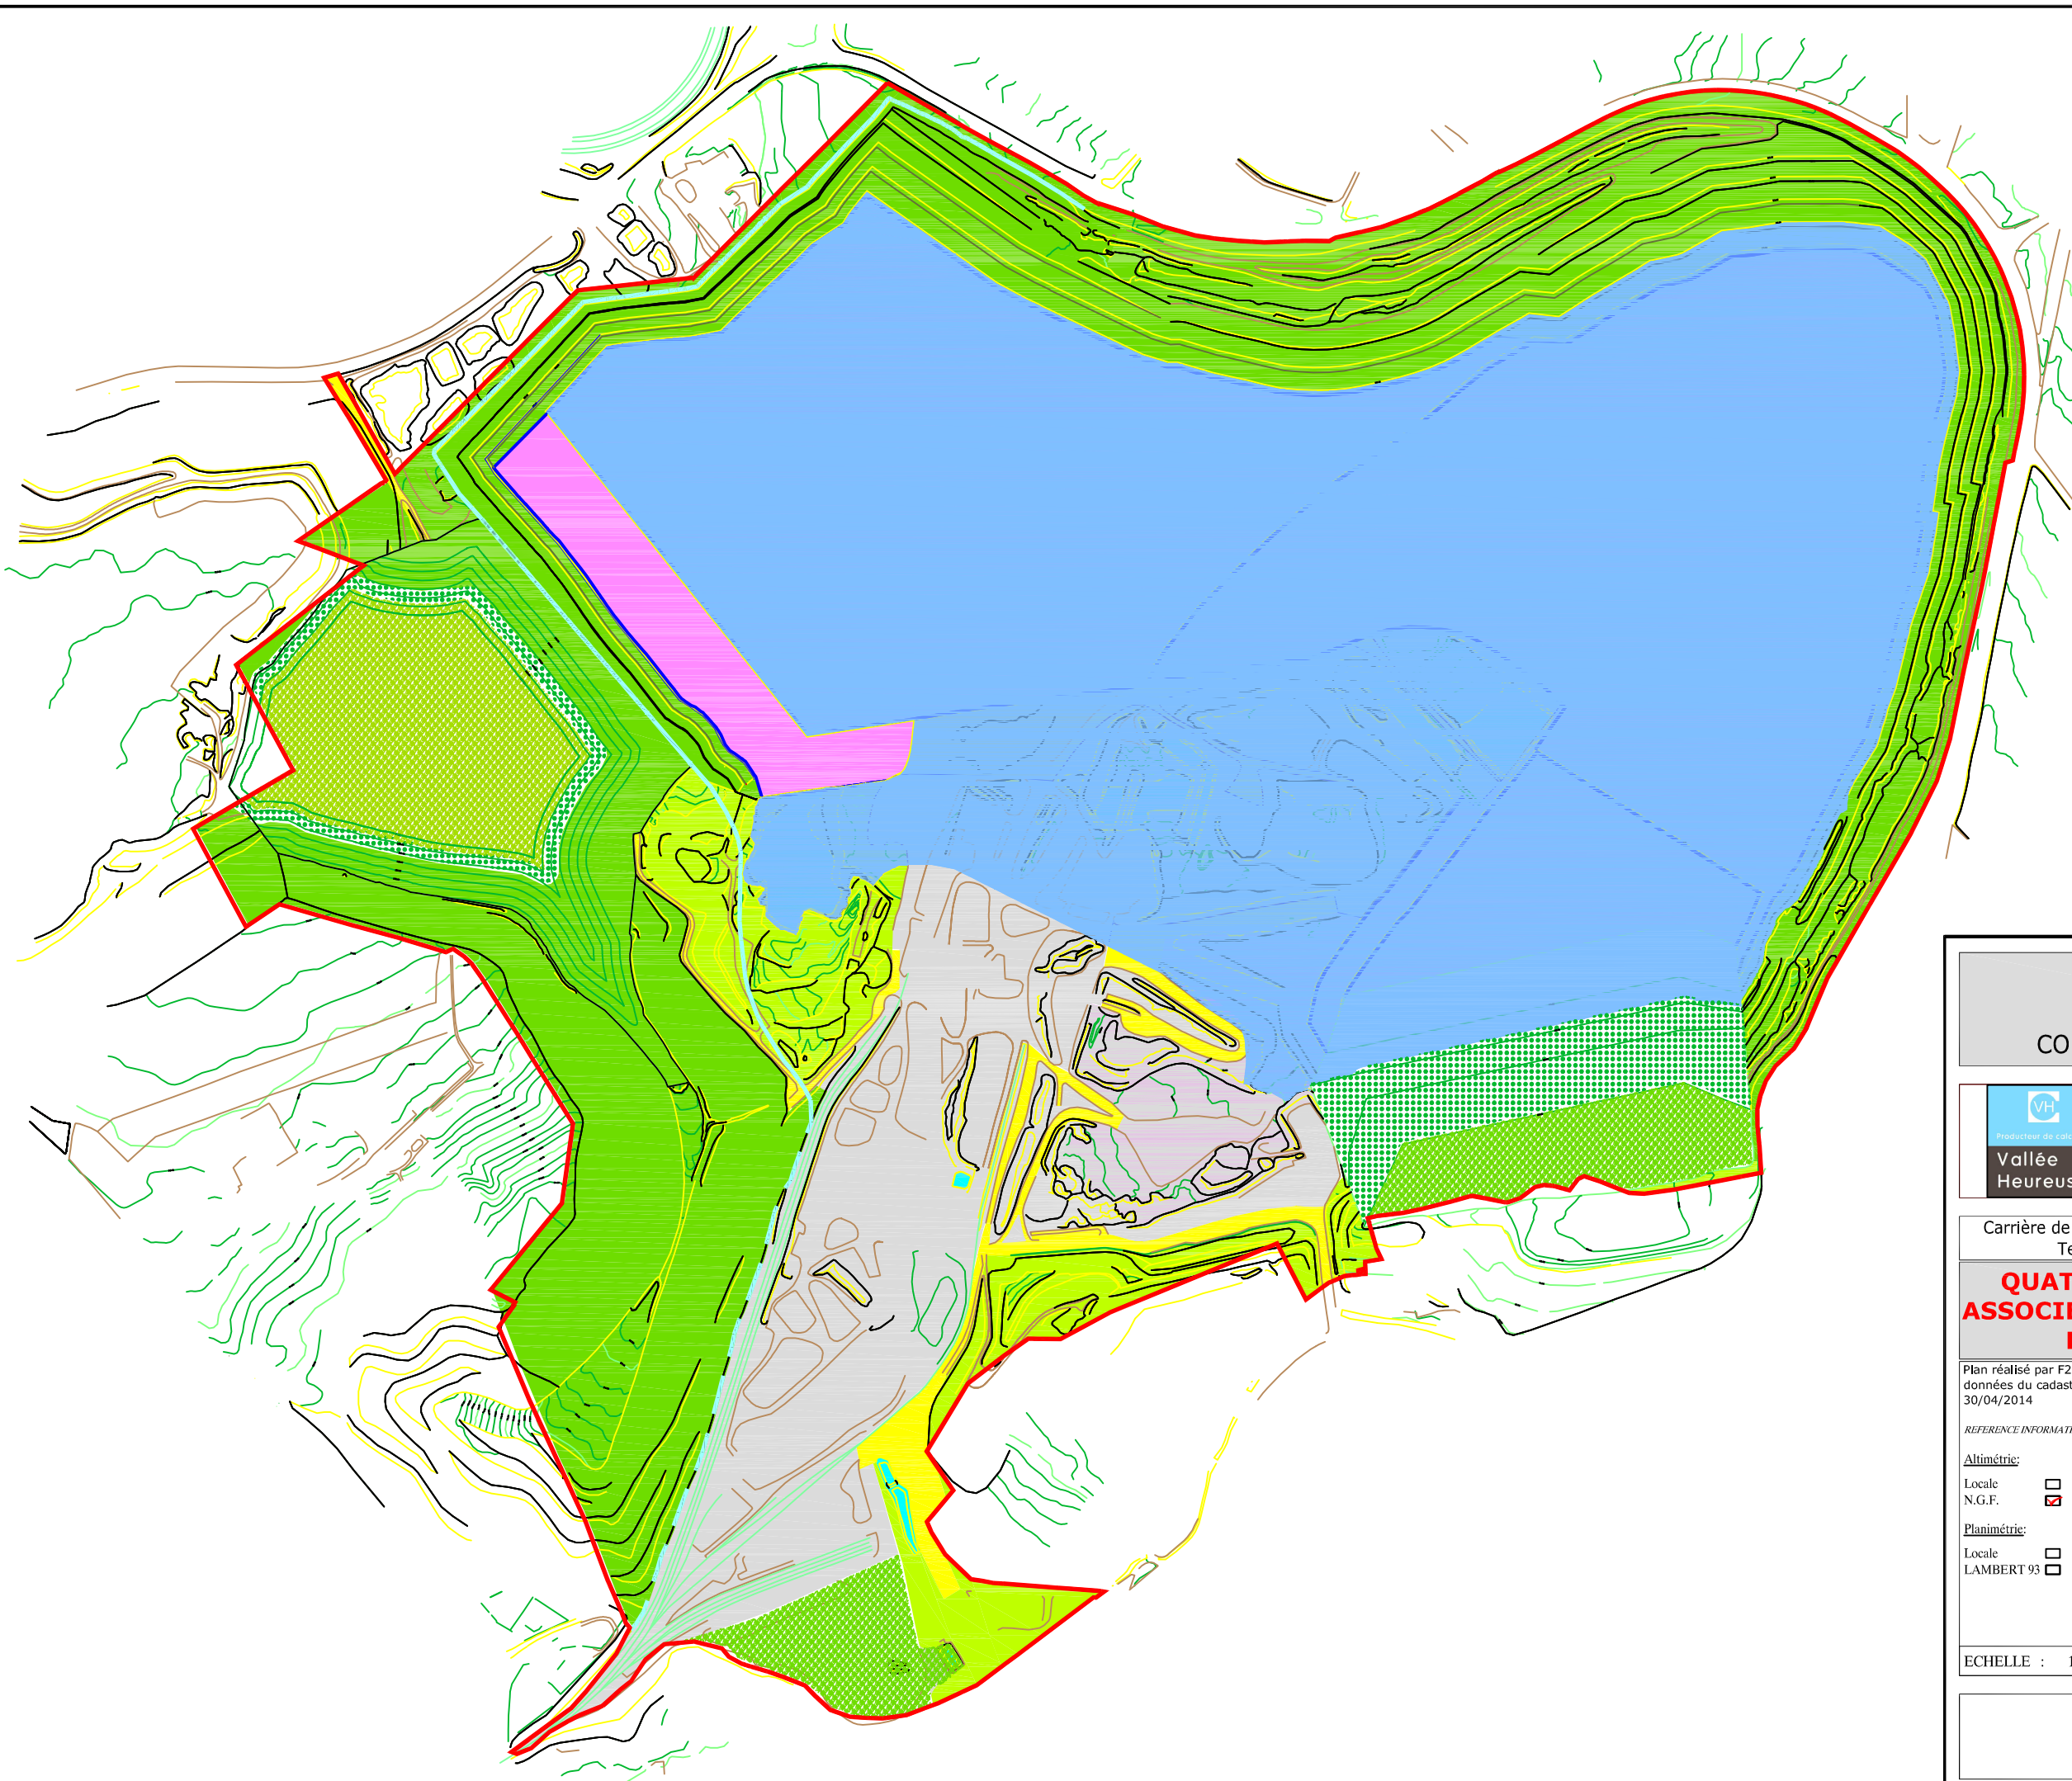 CO
VH
Producteur de calc
Vallée
Heureus
Carrière de
Te
QUAT
ASSOCI
Plan réalisé par F2
données du cadast
30/04/2014
REFERENCE INFORMATI
Altimétrie:
Locale
N.G.F.
Planimétrie:
Locale
LAMBERT 93
ECHELLE : 1